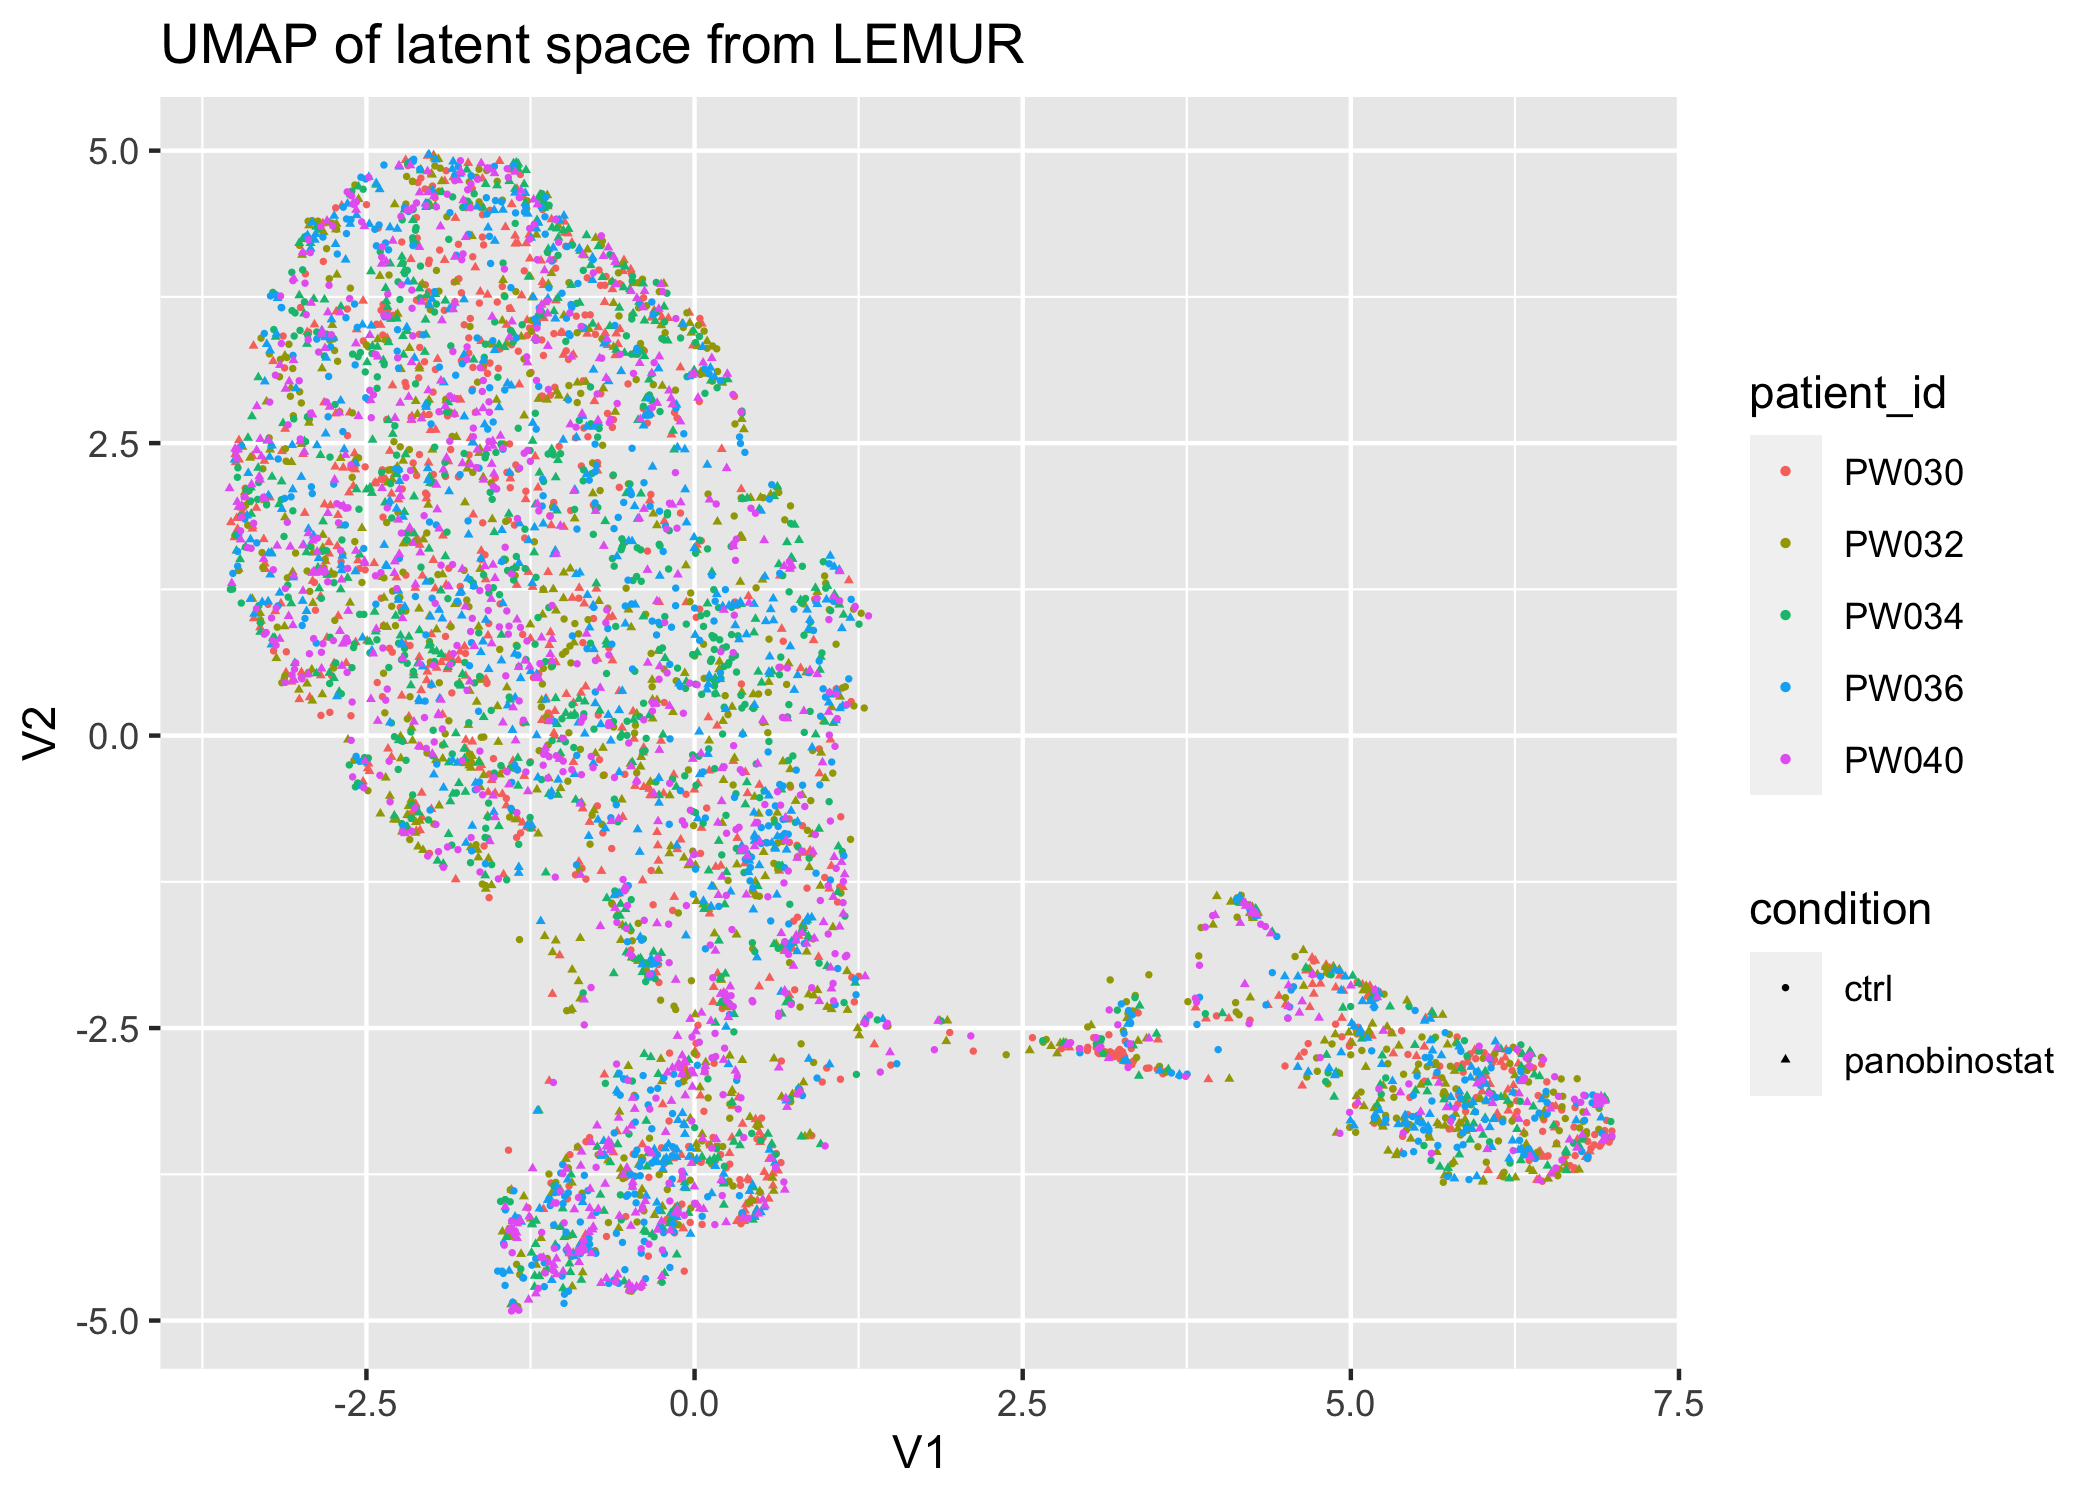 UMAP of latent space from LEMUR
5.0
2.5
0.0
-2.5
-5.0
V2
-2.5
0.0
2.5
5.0
7.5
V1
patient_id
PW030
PW032
PW034
PW036
PW040
condition
ctrl
panobinostat